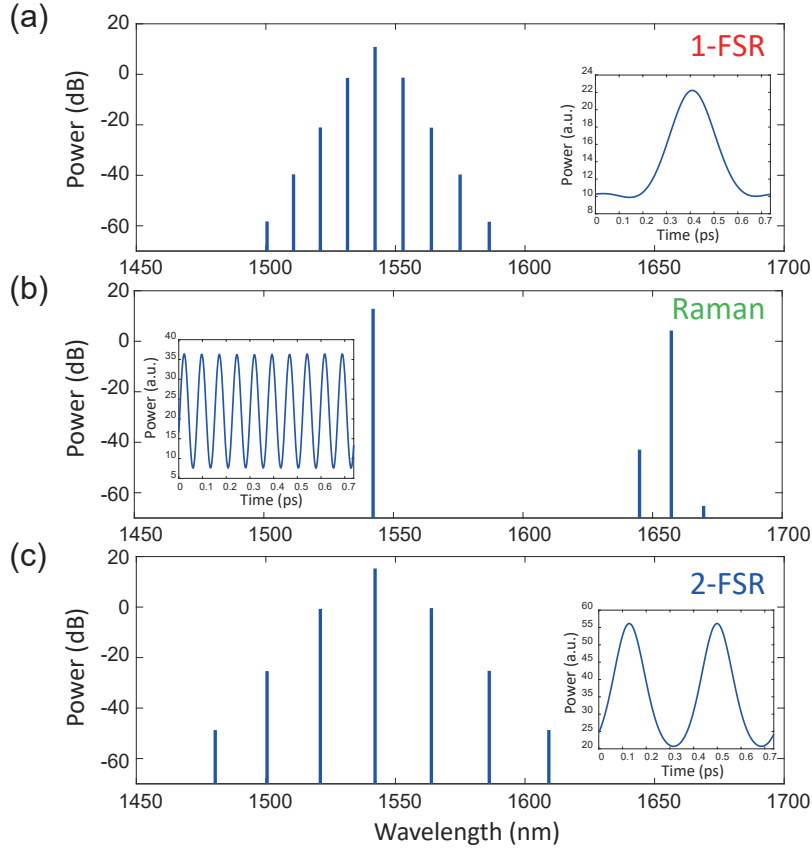 (a)
1-FSR
Power (dB)
20
0
-20
-40
-60
1450 1500 1550 1600 1650 1700
Power (a.u.)
24
22
20
18
16
14
12
10
8
0 0.1 0.2 0.3 0.4 0.5 0.6 0.7
Time (ps)
(b)
Raman
Power (dB)
20
0
-20
-40
-60
1450 1500 1550 1600 1650 1700
Power (a.u.)
40
35
30
25
20
15
10
5
0 0.1 0.2 0.3 0.4 0.5 0.6 0.7
Time (ps)
(c)
2-FSR
Power (dB)
20
0
-20
-40
-60
1450 1500 1550 1600 1650 1700
Wavelength (nm)
Power (a.u.)
60
55
50
45
40
35
30
25
20
0 0.1 0.2 0.3 0.4 0.5 0.6 0.7
Time (ps)